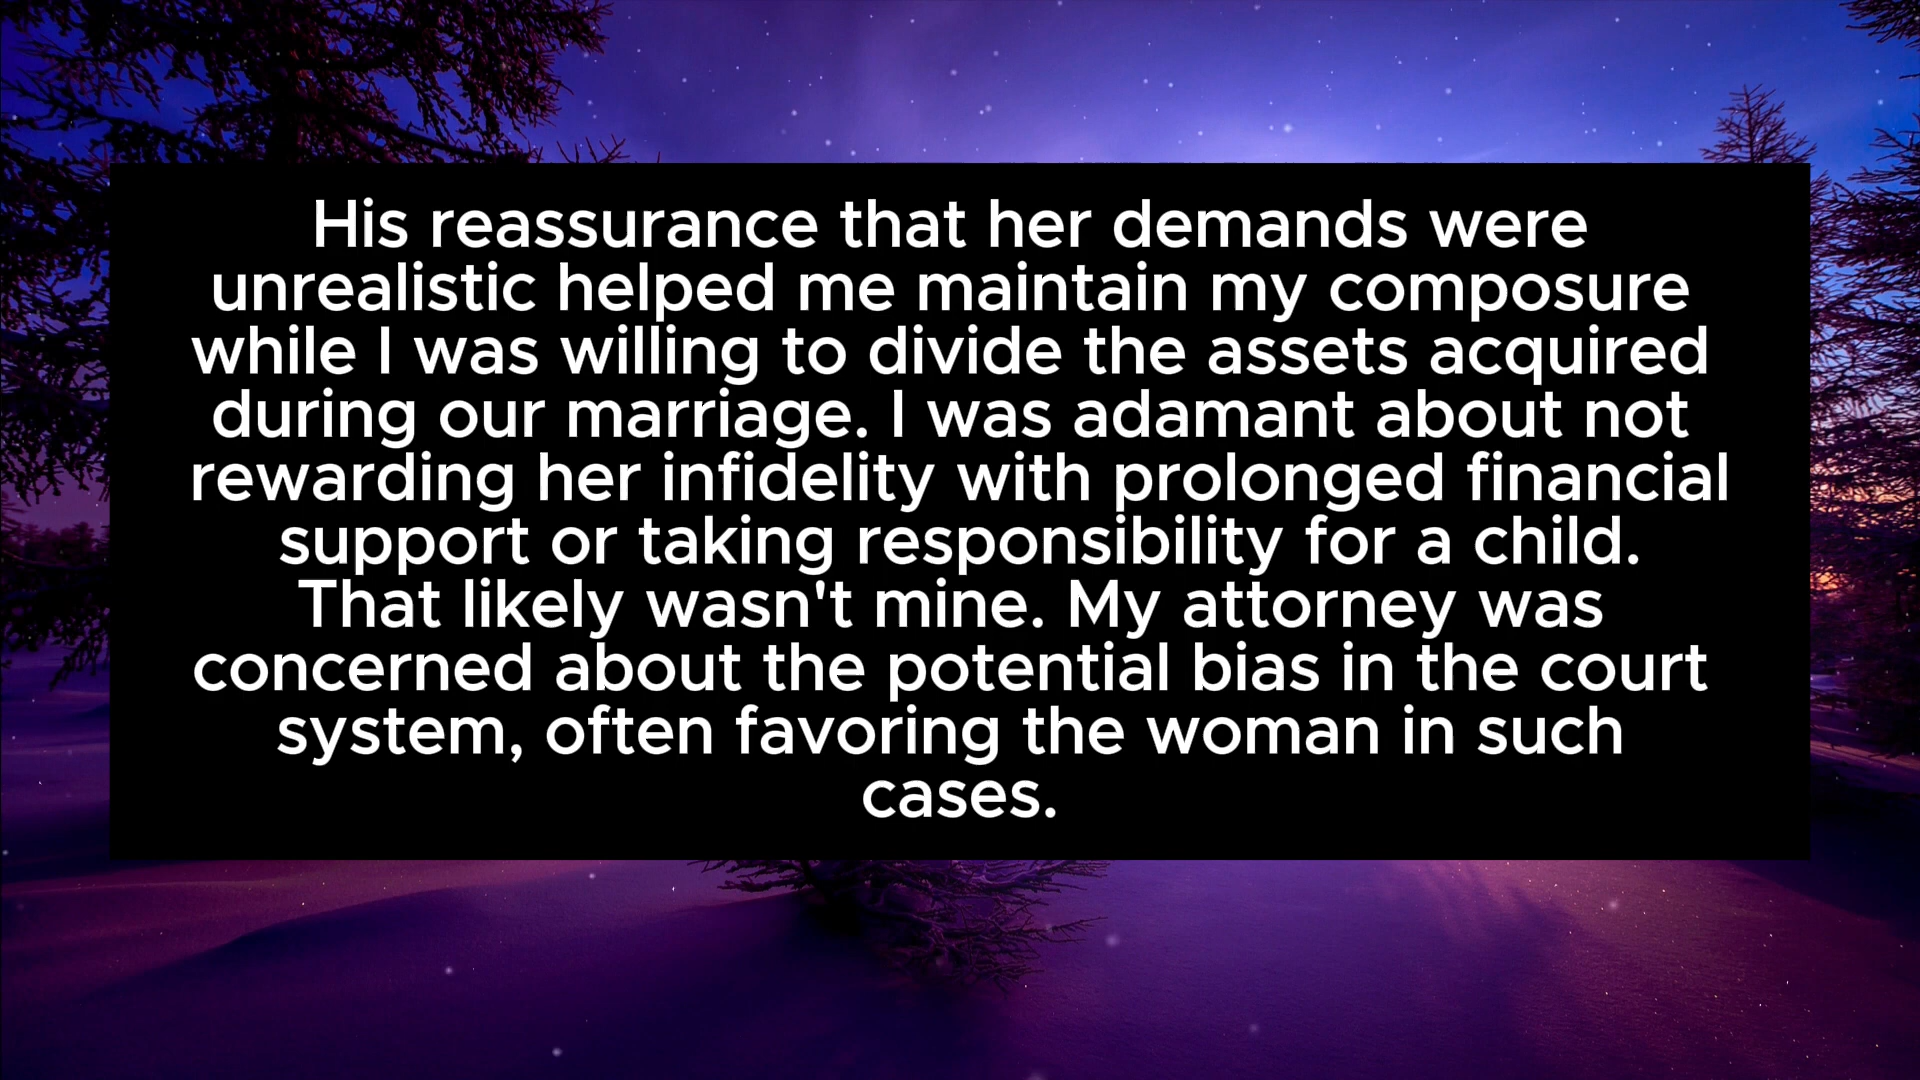 His reassurance that her demands were
unrealistic helped me maintain my composure
while I was willing to divide the assets acquired
during our marriage. I was adamant about not
rewarding her infidelity with prolonged financial
support or taking responsibility for a child.
That likely wasn't mine. My attorney was
concerned about the potential bias in the court
system, often favoring the woman in such
cases.